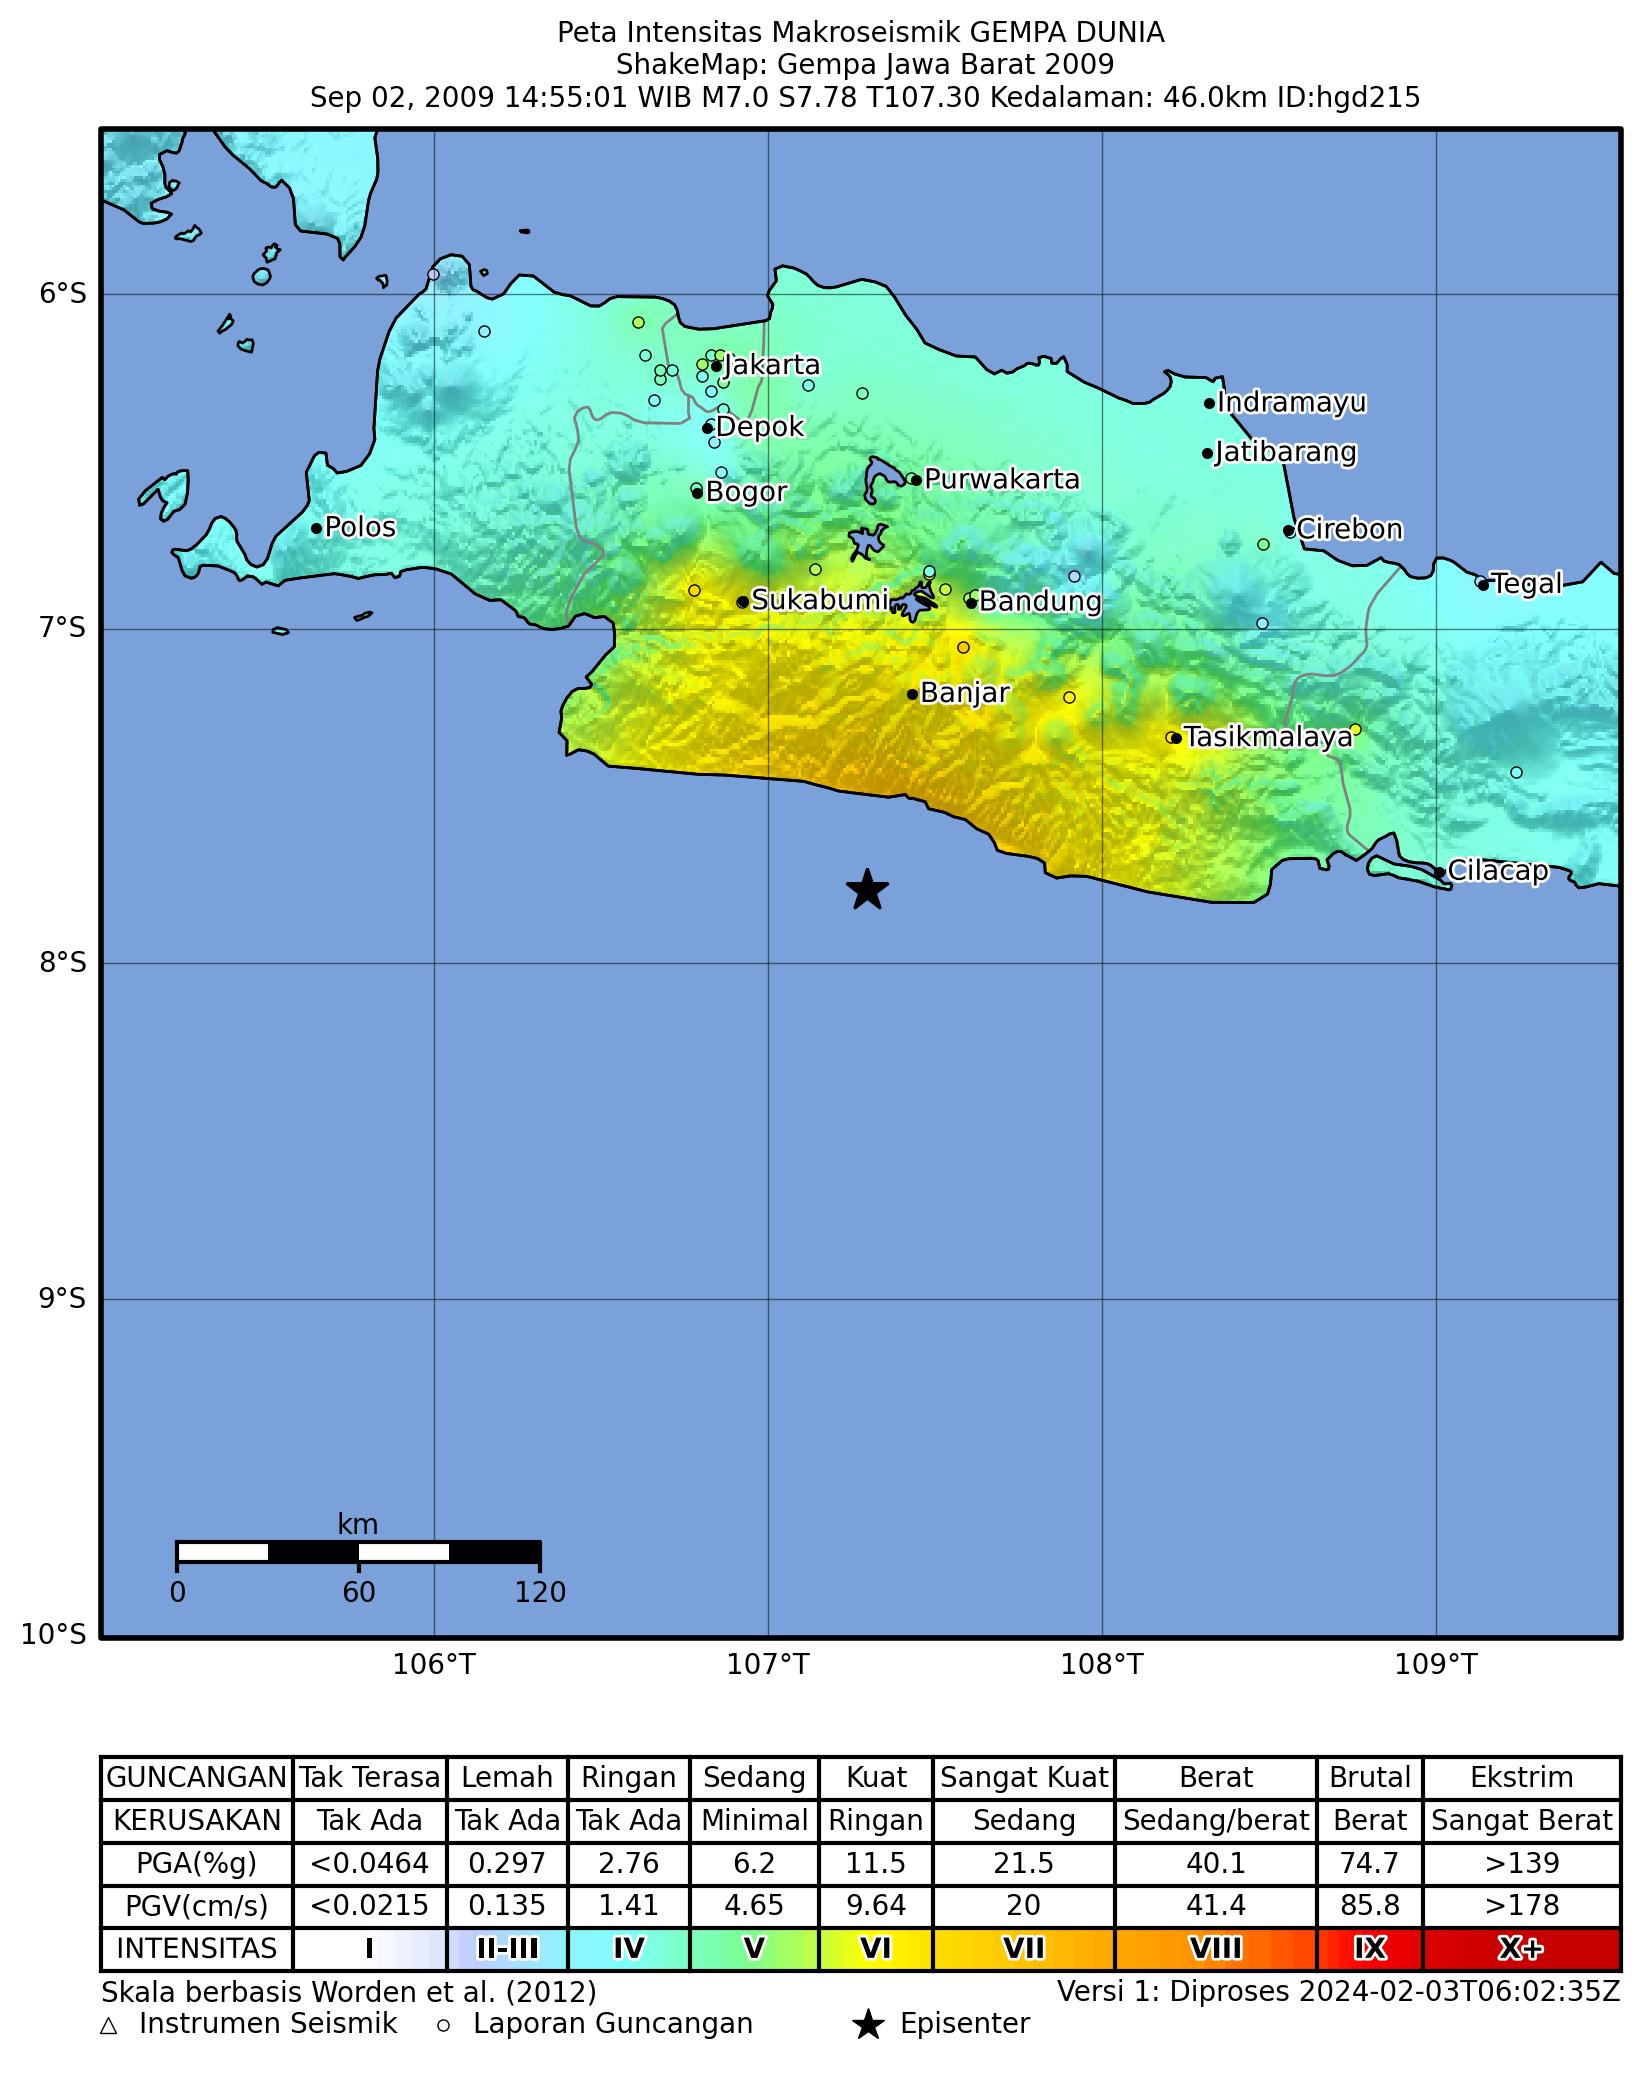 Peta Intensitas Makroseismik GEMPA DUNIA
ShakeMap: Gempa Jawa Barat 2009
Sep 02, 2009 14:55:01 WIB M7.0 S7.78 T107.30 Kedalaman: 46.0km ID:hgd215
6°S
Jakarta
Indramayu
Depok
Jatibarang
Purwakarta
Bogor
Polos
Cirebon
Tegal
Sukabumi
Bandung
7°S
Banjar
Tasikmalaya
Cilacap
8°S
9°S
km
0 60 120
10°S
106°T 107°T 108°T 109°T
GUNCANGAN Tak Terasa Lemah Ringan Sedang Kuat Sangat Kuat Berat Brutal Ekstrim
KERUSAKAN Tak Ada Tak Ada Tak Ada Minimal Ringan Sedang Sedang/berat Berat Sangat Berat
PGA(%g) <0.0464 0.297 2.76 6.2 11.5 21.5 40.1 74.7 >139
PGV(cm/s) <0.0215 0.135 1.41 4.65 9.64 20 41.4 85.8 >178
INTENSITAS I II-III IV V VI VII VIII IX X+
Skala berbasis Worden et al. (2012) Versi 1: Diproses 2024-02-03T06:02:35Z
Instrumen Seismik Laporan Guncangan Episenter